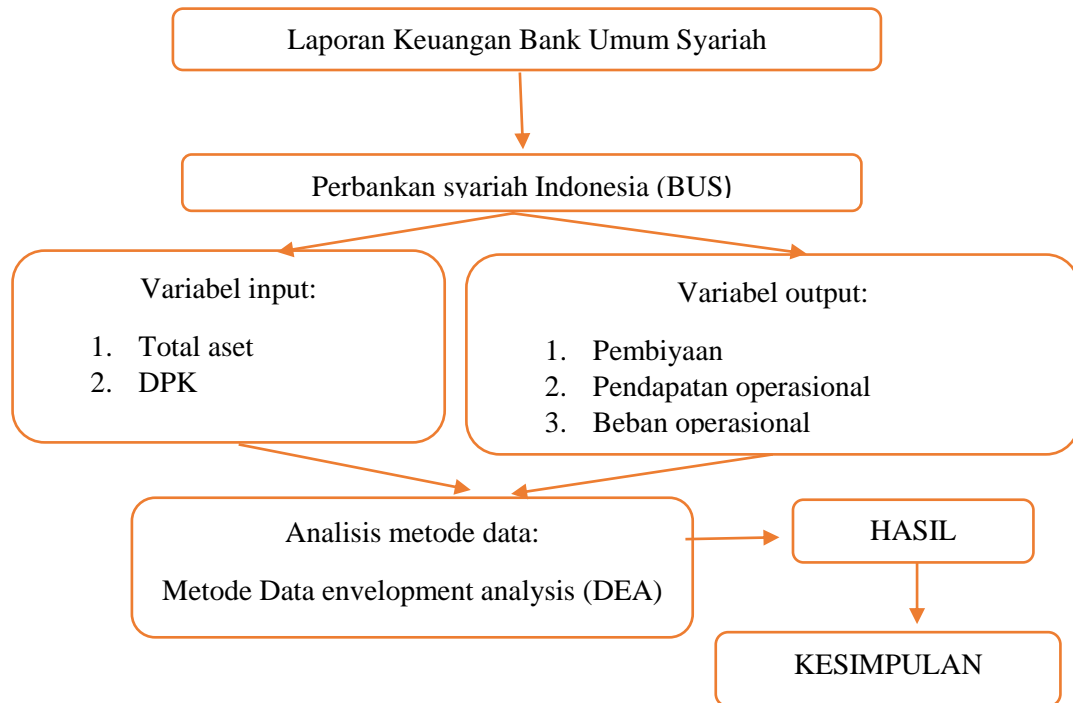 Laporan Keuangan Bank Umum Syariah
Perbankan syariah Indonesia (BUS)
Variabel input:
1. Total aset
2. DPK
Variabel output:
1. Pembiyaan
2. Pendapatan operasional
3. Beban operasional
Analisis metode data:
Metode Data envelopment analysis (DEA)
HASIL
KESIMPULAN